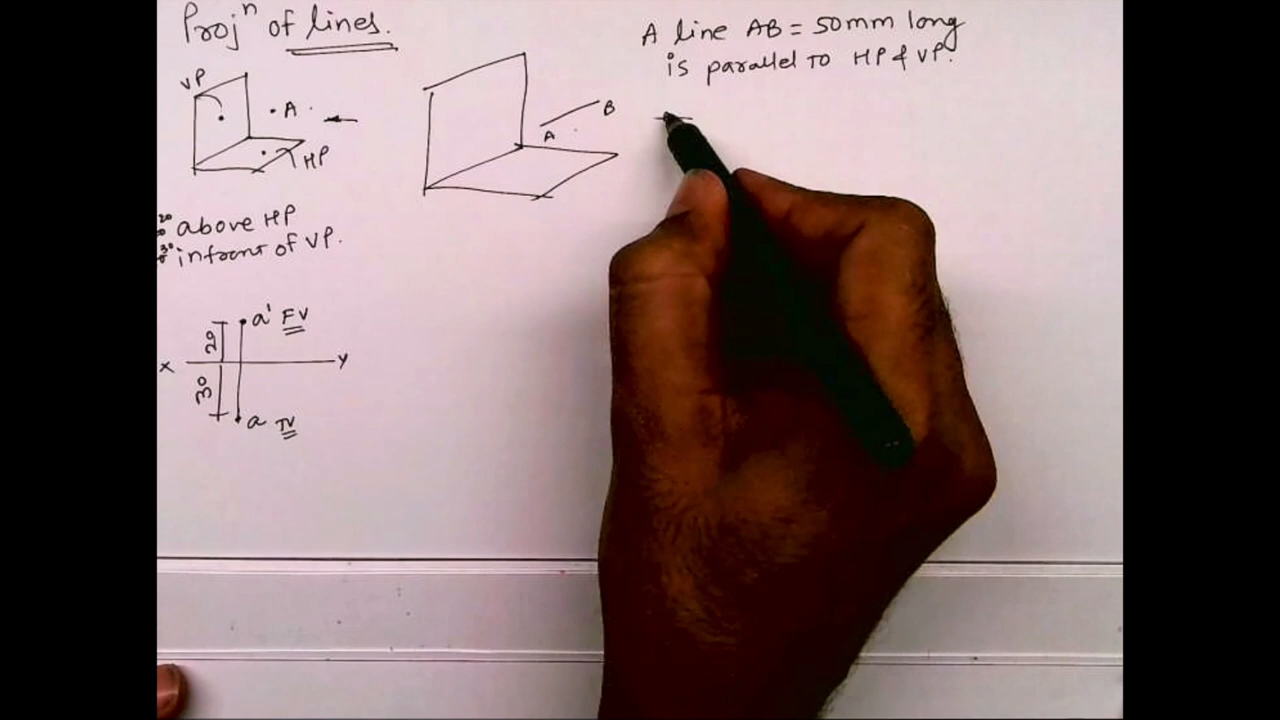 Projⁿ of lines.
A line AB = 50mm long
is parallel TO HP & VP.
VP
A
HP
B
A
20 above HP
30 infront of VP.
a' FV
20
X
Y
30
a TV